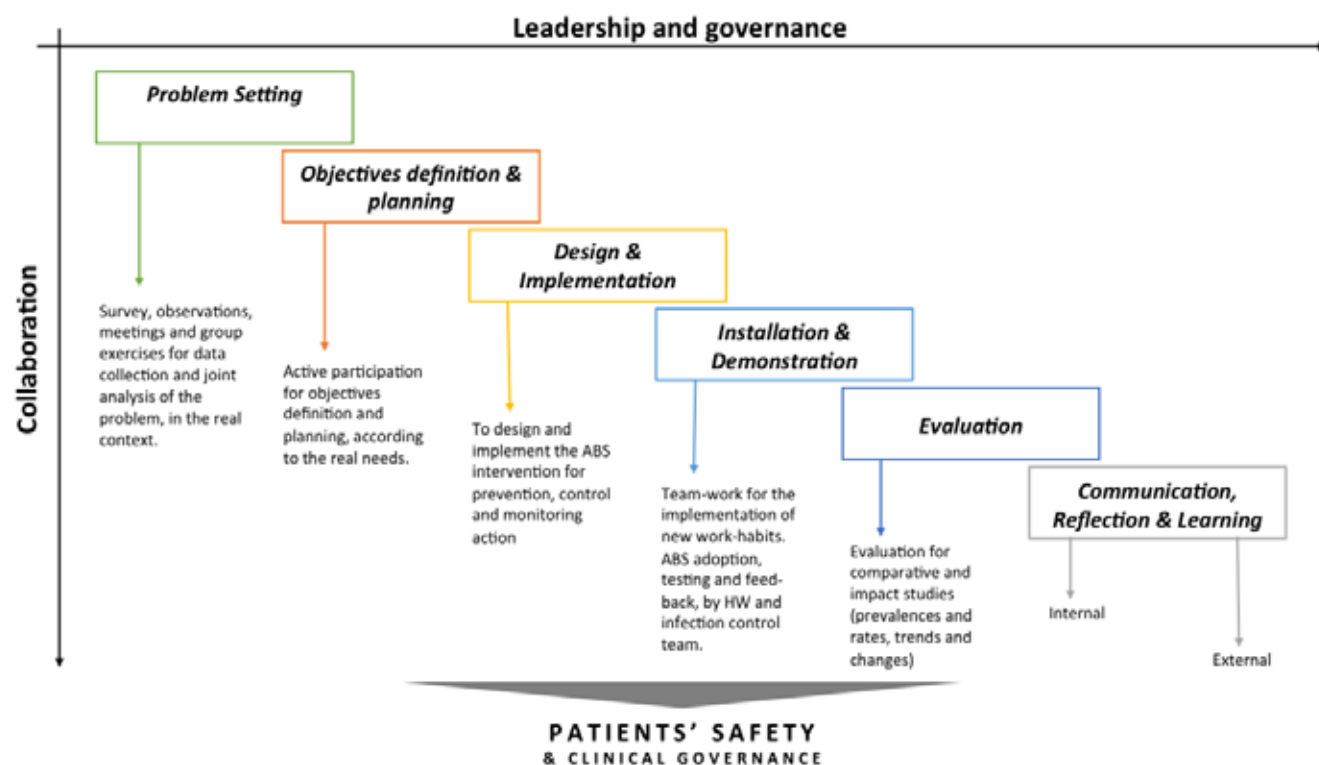 Leadership and governance
Collaboration
Problem Setting
Survey, observations,
meetings and group
exercises for data
collection and joint
analysis of the
problem, in the real
context.
Objectives definition &
planning
Active participation
for objectives
definition and
planning, according
to the real needs.
Design &
Implementation
To design and
implement the ABS
intervention for
prevention, control
and monitoring
action
Installation &
Demonstration
Team-work for the
implementation of
new work-habits.
ABS adoption,
testing and feed-
back, by HW and
infection control
team.
Evaluation
Evaluation for
comparative and
impact studies
(prevalences and
rates, trends and
changes)
Communication,
Reflection & Learning
Internal
External
PATIENTS' SAFETY
& CLINICAL GOVERNANCE